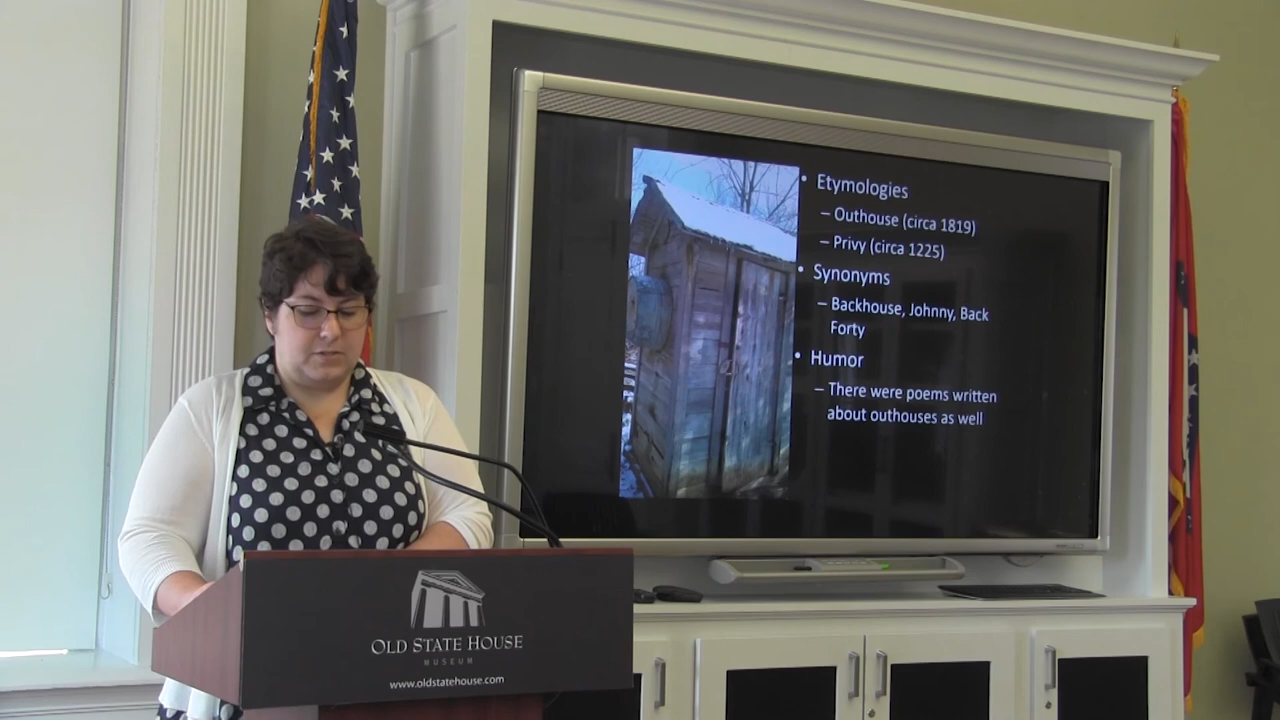 • Etymologies
– Outhouse (circa 1819)
– Privy (circa 1225)
• Synonyms
– Backhouse, Johnny, Back
Forty
• Humor
– There were poems written
about outhouses as well
OLD STATE HOUSE
MUSEUM
www.oldstatehouse.com